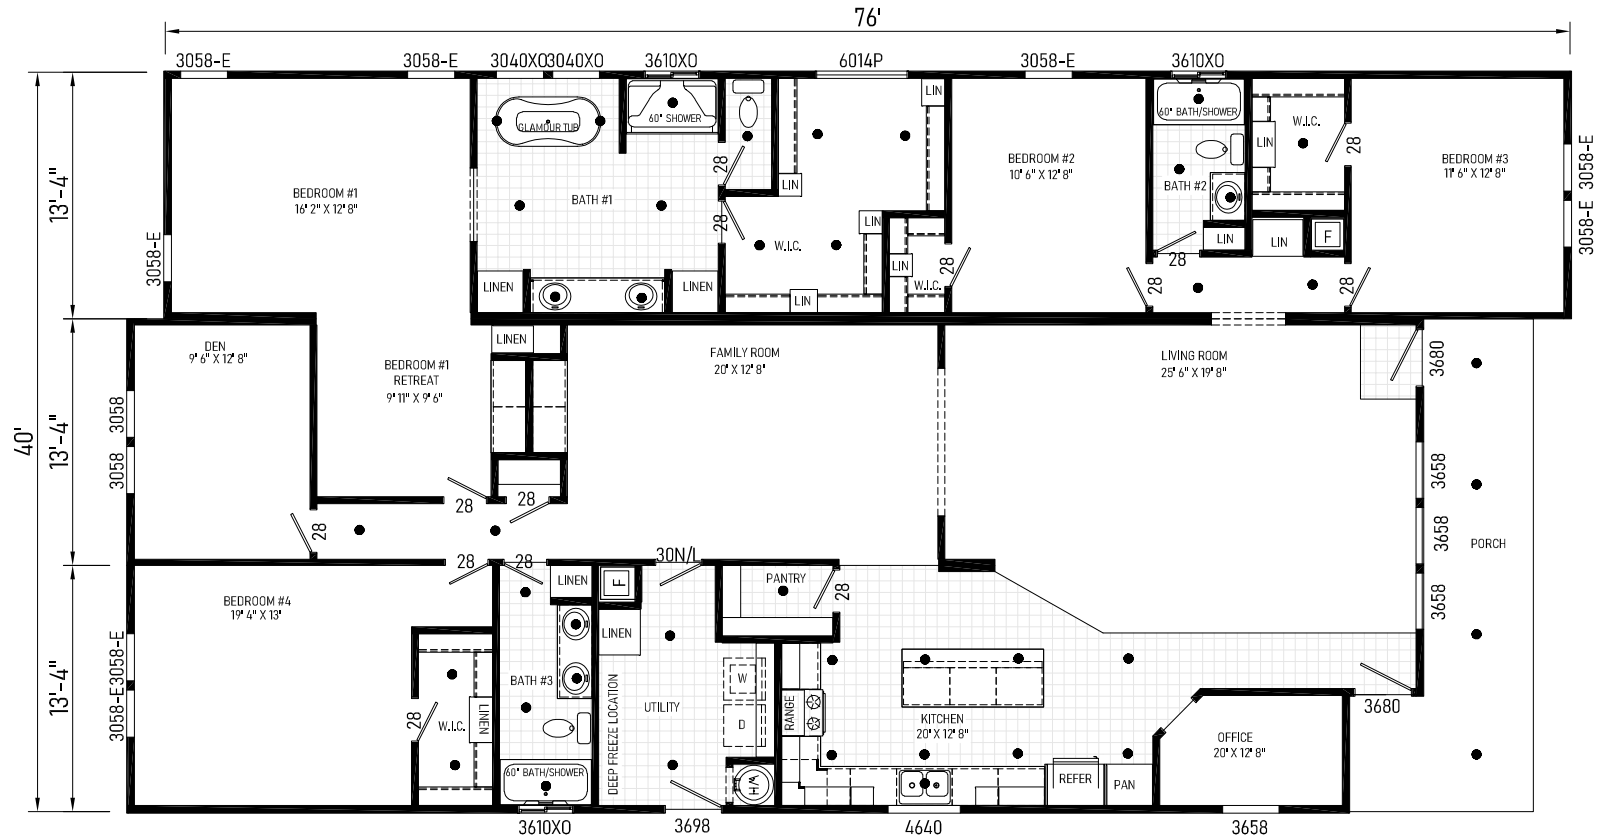 76'
3058-E
3058-E
3040XO
3040XO
3610XO
6014P
3058-E
3610XO
40'
13'-4"
13'-4"
13'-4"
3058-E
BEDROOM #1
16' 2" X 12' 8"
GLAMOUR TUB
60" SHOWER
BATH #1
28
28
LINEN
LINEN
LIN
LIN
LIN
LIN
W.I.C.
LIN
W.I.C.
28
BEDROOM #2
10' 6" X 12' 8"
28
60" BATH/SHOWER
BATH #2
28
LIN
LIN
W.I.C.
28
LIN
F
28
BEDROOM #3
11' 6" X 12' 8"
3058-E
3058-E
DEN
9' 6" X 12' 8"
3058
3058
28
BEDROOM #1
RETREAT
9' 11" X 9' 6"
LINEN
28
28
FAMILY ROOM
20' X 12' 8"
LIVING ROOM
25' 6" X 19' 8"
3680
3658
3658
3658
PORCH
28
28
30N/L
BEDROOM #4
19' 4" X 13'
3058-E
3058-E
28
W.I.C.
LINEN
LINEN
BATH #3
60" BATH/SHOWER
3610XO
F
LINEN
DEEP FREEZE LOCATION
UTILITY
W
D
W/H
3698
PANTRY
28
RANGE
KITCHEN
20' X 12' 8"
REFER
PAN
4640
OFFICE
20' X 12' 8"
3680
3658